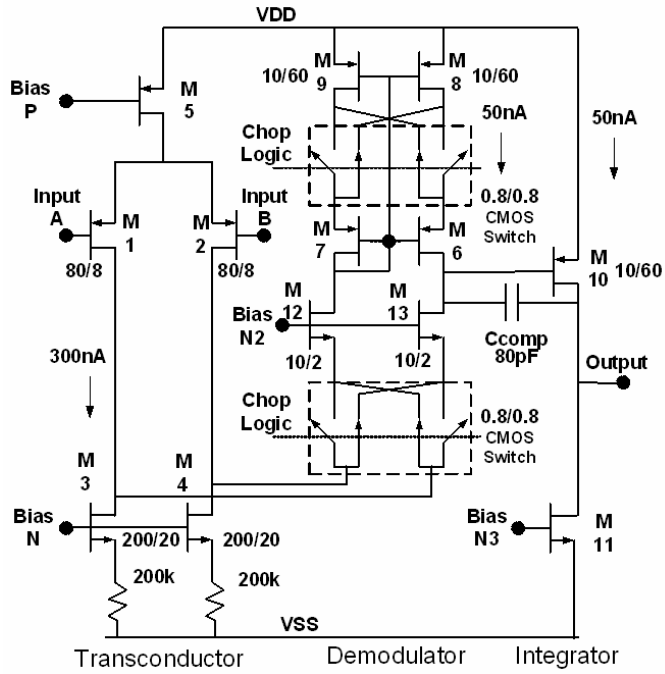 VDD
M
9
10/60
M
8
10/60
Bias
P
M
5
50nA
50nA
Chop
Logic
Input
A
Input
B
0.8/0.8
CMOS
Switch
M
1
M
2
M
7
M
6
80/8
80/8
M
10
10/60
M
12
M
13
Bias
N2
Ccomp
80pF
10/2
10/2
300nA
Output
Chop
Logic
0.8/0.8
CMOS
Switch
M
3
M
4
Bias
N
200/20
200/20
Bias
N3
M
11
200k
200k
VSS
Transconductor
Demodulator
Integrator